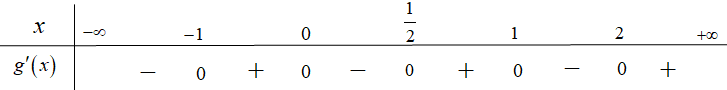 x −∞ −1 0 1/2 1 2 +∞
g′(x) − 0 + 0 − 0 + 0 − 0 +